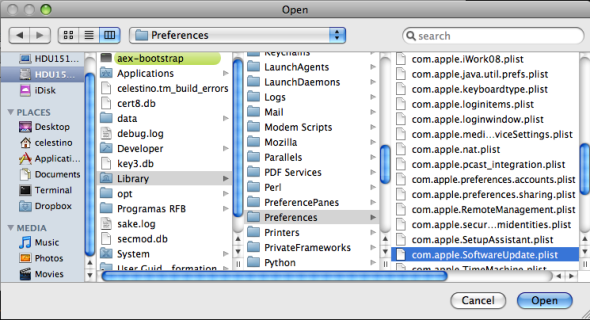 Open
Preferences
search
HDU151...
HDU151...
iDisk
PLACES
Desktop
celestino
Applicati...
Documents
Terminal
Dropbox
MEDIA
Music
Photos
Movies
aex-bootstrap
Applications
celestino.tm_build_errors
cert8.db
data
debug.log
Developer
key3.db
Library
opt
Programas RFB
sake.log
secmod.db
System
User Guid...formation
Keychains
LaunchAgents
LaunchDaemons
Logs
Mail
Modem Scripts
Mozilla
Parallels
PDF Services
Perl
PreferencePanes
Preferences
Printers
PrivateFrameworks
Python
com.apple.iWork08.plist
com.apple.java.util.prefs.plist
com.apple.keyboardtype.plist
com.apple.loginitems.plist
com.apple.loginwindow.plist
com.apple.medi...viceSettings.plist
com.apple.nat.plist
com.apple.pcast_integration.plist
com.apple.preferences.accounts.plist
com.apple.preferences.sharing.plist
com.apple.RemoteManagement.plist
com.apple.secur...midentities.plist
com.apple.SetupAssistant.plist
com.apple.SoftwareUpdate.plist
com.apple.TimeMachine.plist
Cancel
Open